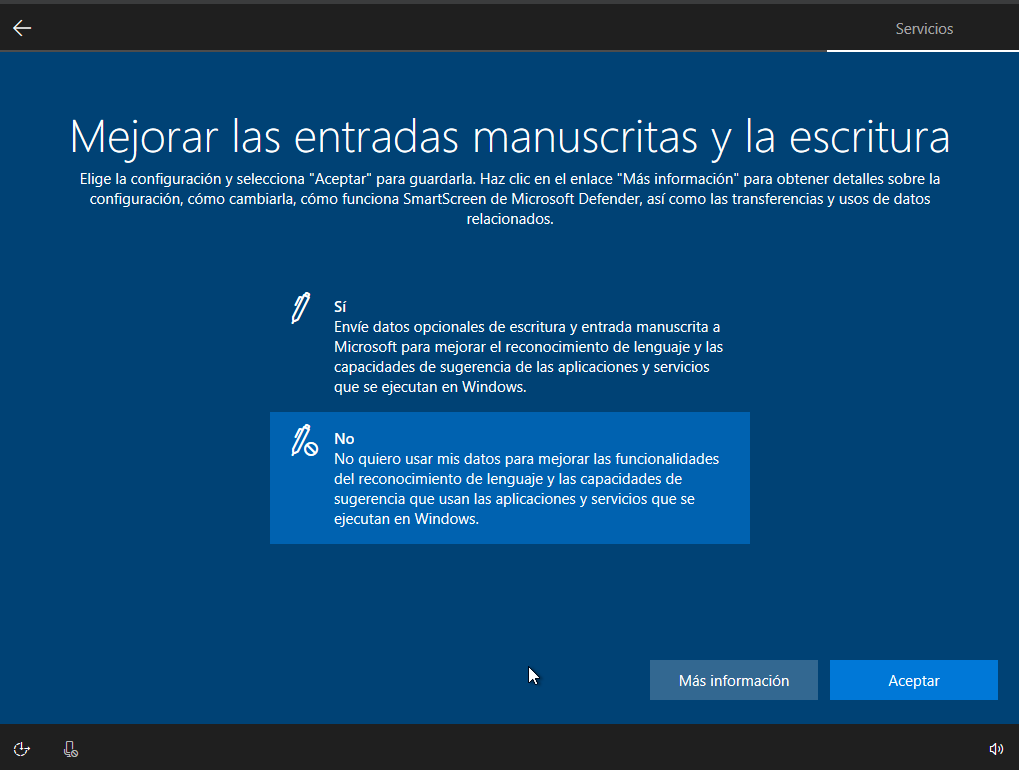 Servicios
Mejorar las entradas manuscritas y la escritura
Elige la configuración y selecciona "Aceptar" para guardarla. Haz clic en el enlace "Más información" para obtener detalles sobre la
configuración, cómo cambiarla, cómo funciona SmartScreen de Microsoft Defender, así como las transferencias y usos de datos
relacionados.
Sí
Envíe datos opcionales de escritura y entrada manuscrita a
Microsoft para mejorar el reconocimiento de lenguaje y las
capacidades de sugerencia de las aplicaciones y servicios
que se ejecutan en Windows.
No
No quiero usar mis datos para mejorar las funcionalidades
del reconocimiento de lenguaje y las capacidades de
sugerencia que usan las aplicaciones y servicios que se
ejecutan en Windows.
Más información
Aceptar